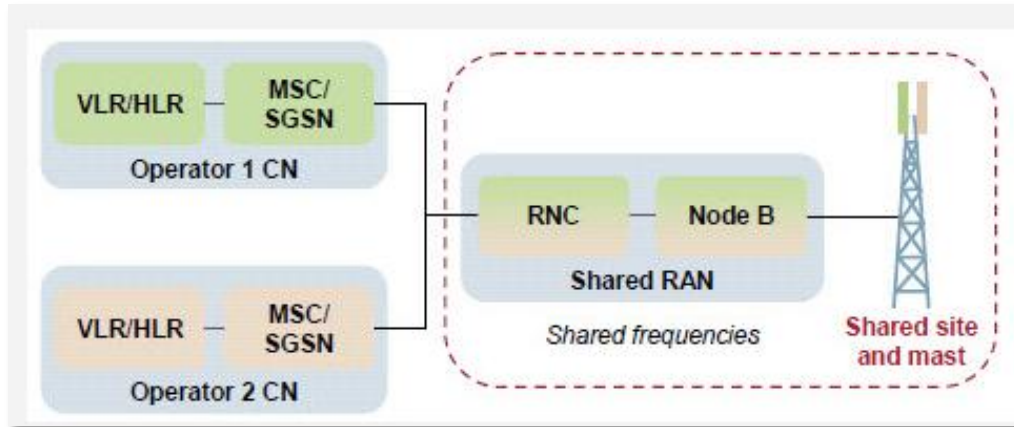 VLR/HLR
MSC/
SGSN
Operator 1 CN
VLR/HLR
MSC/
SGSN
Operator 2 CN
RNC
Node B
Shared RAN
Shared frequencies
Shared site
and mast